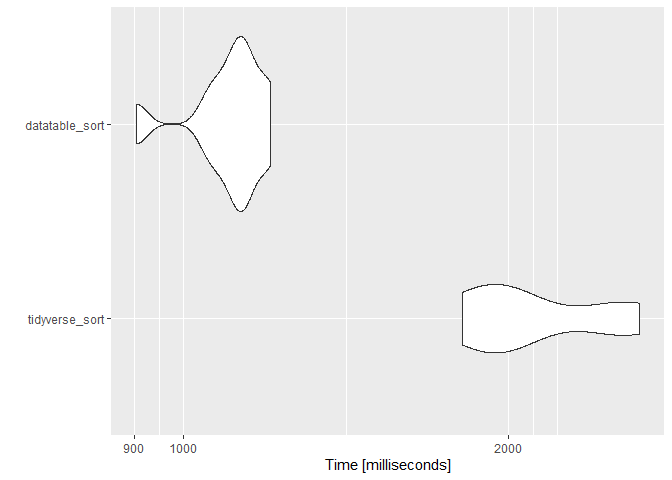 datatable_sort
tidyverse_sort
900 1000 2000
Time [milliseconds]